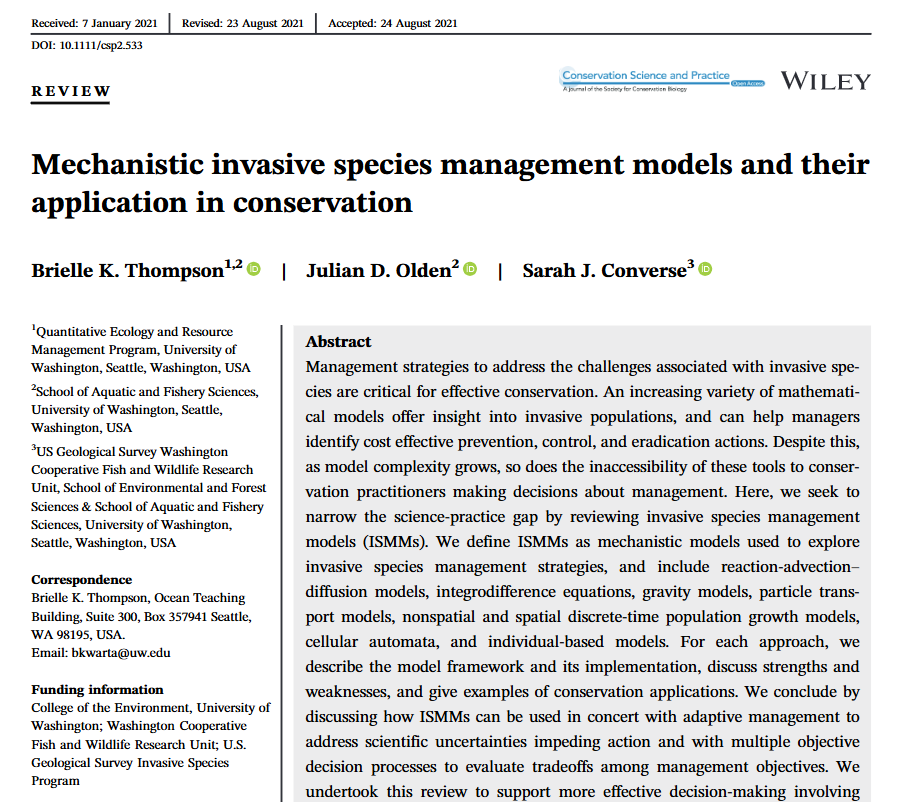 Received: 7 January 2021 | Revised: 23 August 2021 | Accepted: 24 August 2021
DOI: 10.1111/csp2.533
Conservation Science and Practice
Open Access
A journal of the Society for Conservation Biology
WILEY
REVIEW
Mechanistic invasive species management models and their
application in conservation
Brielle K. Thompson1,2 | Julian D. Olden2 | Sarah J. Converse3
1Quantitative Ecology and Resource
Management Program, University of
Washington, Seattle, Washington, USA
2School of Aquatic and Fishery Sciences,
University of Washington, Seattle,
Washington, USA
3US Geological Survey Washington
Cooperative Fish and Wildlife Research
Unit, School of Environmental and Forest
Sciences & School of Aquatic and Fishery
Sciences, University of Washington,
Seattle, Washington, USA
Correspondence
Brielle K. Thompson, Ocean Teaching
Building, Suite 300, Box 357941 Seattle,
WA 98195, USA.
Email: bkwarta@uw.edu
Funding information
College of the Environment, University of
Washington; Washington Cooperative
Fish and Wildlife Research Unit; U.S.
Geological Survey Invasive Species
Program
Abstract
Management strategies to address the challenges associated with invasive spe-
cies are critical for effective conservation. An increasing variety of mathemati-
cal models offer insight into invasive populations, and can help managers
identify cost effective prevention, control, and eradication actions. Despite this,
as model complexity grows, so does the inaccessibility of these tools to conser-
vation practitioners making decisions about management. Here, we seek to
narrow the science-practice gap by reviewing invasive species management
models (ISMMs). We define ISMMs as mechanistic models used to explore
invasive species management strategies, and include reaction-advection–
diffusion models, integrodifference equations, gravity models, particle trans-
port models, nonspatial and spatial discrete-time population growth models,
cellular automata, and individual-based models. For each approach, we
describe the model framework and its implementation, discuss strengths and
weaknesses, and give examples of conservation applications. We conclude by
discussing how ISMMs can be used in concert with adaptive management to
address scientific uncertainties impeding action and with multiple objective
decision processes to evaluate tradeoffs among management objectives. We
undertook this review to support more effective decision-making involving